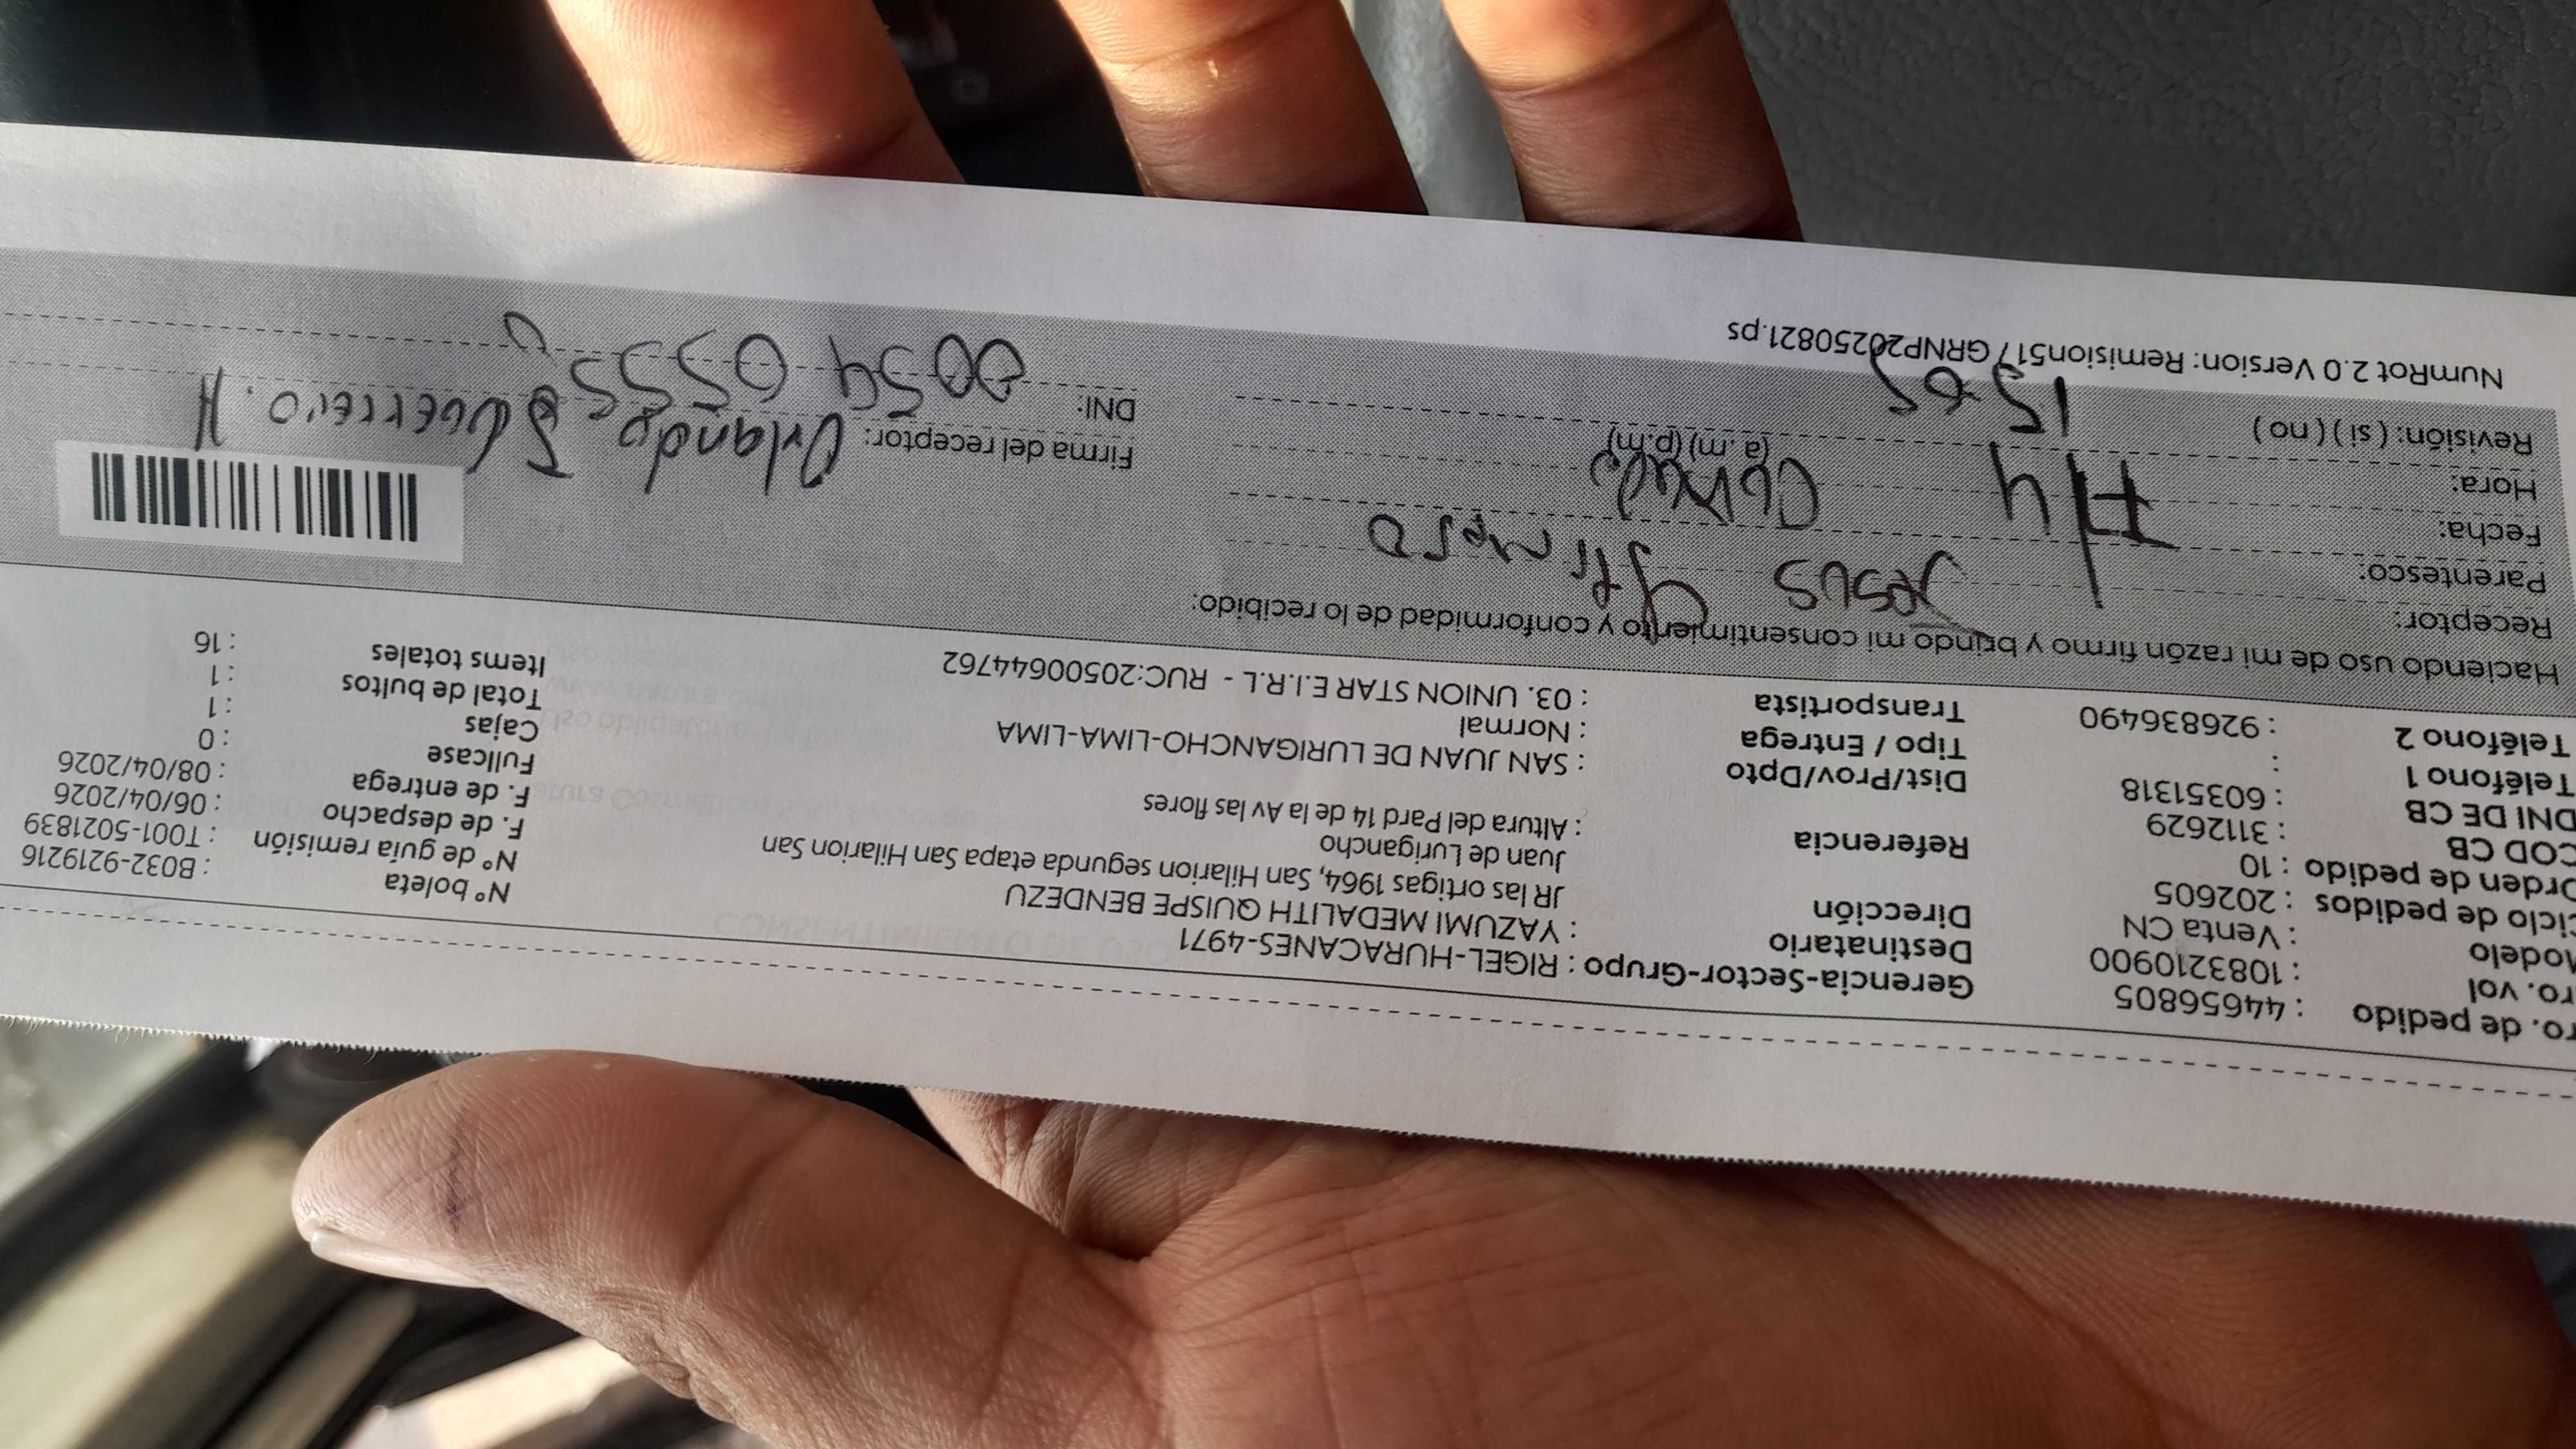 ro. de pedido : 44656805
ro. vol : 1083210900
Modelo : Venta CN
Ciclo de pedidos : 202605
Orden de pedido : 10
COD CB : 3112629
DNI DE CB : 60351318
Teléfono 1 :
Teléfono 2 : 926836490
Gerencia-Sector-Grupo : RIGEL-HURACANES-4971
Destinatario : YAZUMI MEDALITH QUISPE BENDEZU
Dirección JR las ortigas 1964, San Hilarion segunda etapa San Hilarion San
Juan de Lurigancho
Referencia : Altura del Pard 14 de la Av las flores
Dist/Prov/Dpto : SAN JUAN DE LURIGANCHO-LIMA-LIMA
Tipo / Entrega : Normal
Transportista : 03. UNION STAR E.I.R.L - RUC:20500644762
N° boleta : B032-9219216
N° de guia remisión : T001-5021839
F. de despacho : 06/04/2026
F. de entrega : 08/04/2026
Fullcase : 0
Cajas : 1
Total de bultos : 1
Items totales : 16
Haciendo uso de mi razón firmo y brindo mi consentimiento y conformidad de lo recibido:
Receptor: Jesus
Parentesco:
Fecha: 7/4
Hora: (a. m) (p.m)
Revisión: ( si ) ( no ) 15 05
Firma del receptor: Orlando Guerrero. H
DNI:
NumRot 2.0 Version: Remision517GRNP20250821.ps